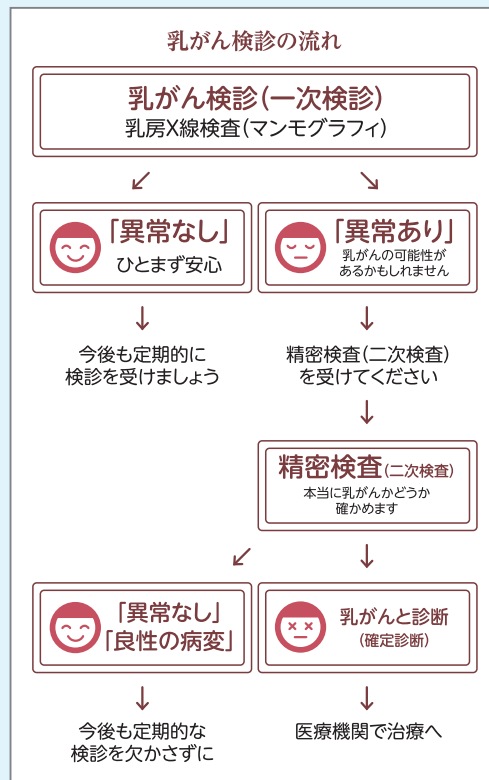 乳がん検診の流れ
乳がん検診(一次検診)
乳房X線検査(マンモグラフィ)
「異常なし」
ひとまず安心
「異常あり」
乳がんの可能性が
あるかもしれません
今後も定期的に
検診を受けましょう
精密検査(二次検査)
を受けてください
精密検査(二次検査)
本当に乳がんかどうか
確かめます
「異常なし」
「良性の病変」
乳がんと診断
(確定診断)
今後も定期的な
検診を欠かさずに
医療機関で治療へ